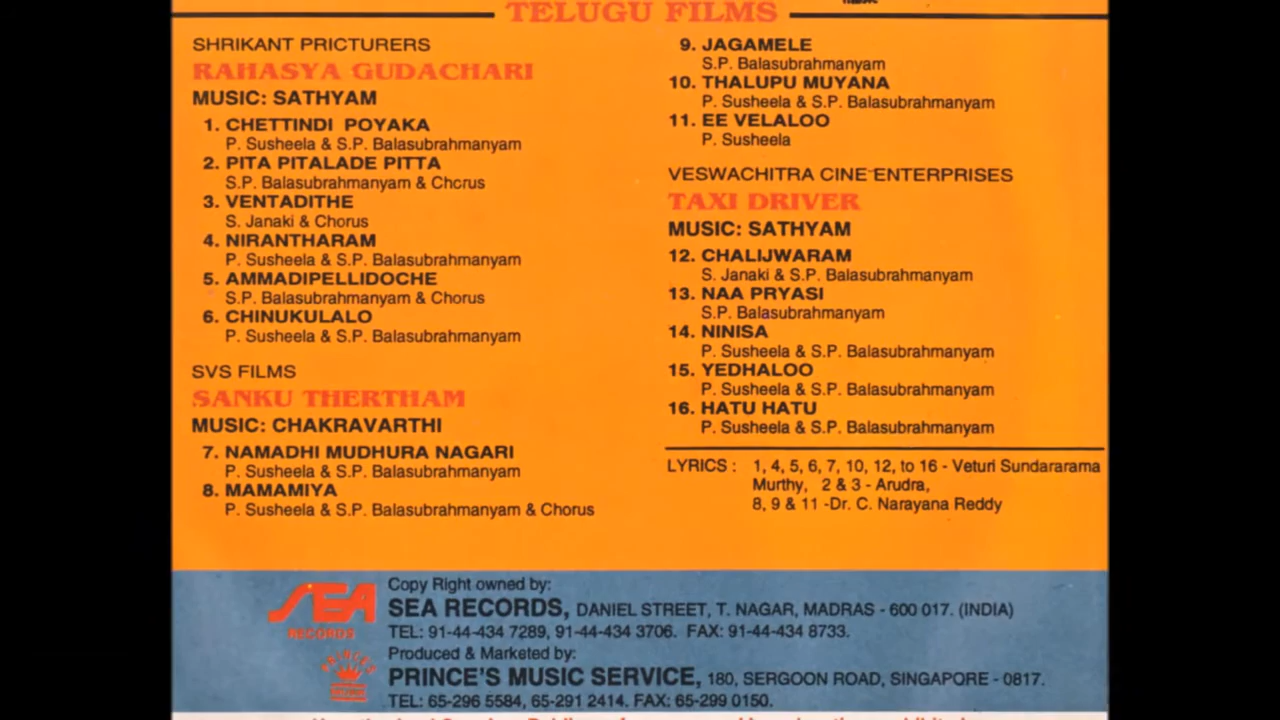 TELUGU FILMS
SHRIKANT PRICTURERS
RAHASYA GUDACHARI
MUSIC: SATHYAM
1. CHETTINDI POYAKA
P. Susheela & S.P. Balasubrahmanyam
2. PITA PITALADE PITTA
S.P. Balasubrahmanyam & Chorus
3. VENTADITHE
S. Janaki & Chorus
4. NIRANTHARAM
P. Susheela & S.P. Balasubrahmanyam
5. AMMADIPELLIDOCHE
S.P. Balasubrahmanyam & Chorus
6. CHINUKULALO
P. Susheela & S.P. Balasubrahmanyam
SVS FILMS
SANKU THERTHAM
MUSIC: CHAKRAVARTHI
7. NAMADHI MUDHURA NAGARI
P. Susheela & S.P. Balasubrahmanyam
8. MAMAMIYA
P. Susheela & S.P. Balasubrahmanyam & Chorus
9. JAGAMELE
S.P. Balasubrahmanyam
10. THALUPU MUYANA
P. Susheela & S.P. Balasubrahmanyam
11. EE VELALOO
P. Susheela
VESWACHITRA CINE ENTERPRISES
TAXI DRIVER
MUSIC: SATHYAM
12. CHALIJWARAM
S. Janaki & S.P. Balasubrahmanyam
13. NAA PRYASI
S.P. Balasubrahmanyam
14. NINISA
P. Susheela & S.P. Balasubrahmanyam
15. YEDHALOO
P. Susheela & S.P. Balasubrahmanyam
16. HATU HATU
P. Susheela & S.P. Balasubrahmanyam
LYRICS : 1, 4, 5, 6, 7, 10, 12, to 16 - Veturi Sundararama
Murthy, 2 & 3 - Arudra,
8, 9 & 11 -Dr. C. Narayana Reddy
SEA
RECORDS
Copy Right owned by:
SEA RECORDS, DANIEL STREET, T. NAGAR, MADRAS - 600 017. (INDIA)
TEL: 91-44-434 7289, 91-44-434 3706. FAX: 91-44-434 8733.
PRINCE'S
Produced & Marketed by:
PRINCE'S MUSIC SERVICE, 180, SERGOON ROAD, SINGAPORE - 0817.
TEL: 65-296 5584, 65-291 2414. FAX: 65-299 0150.